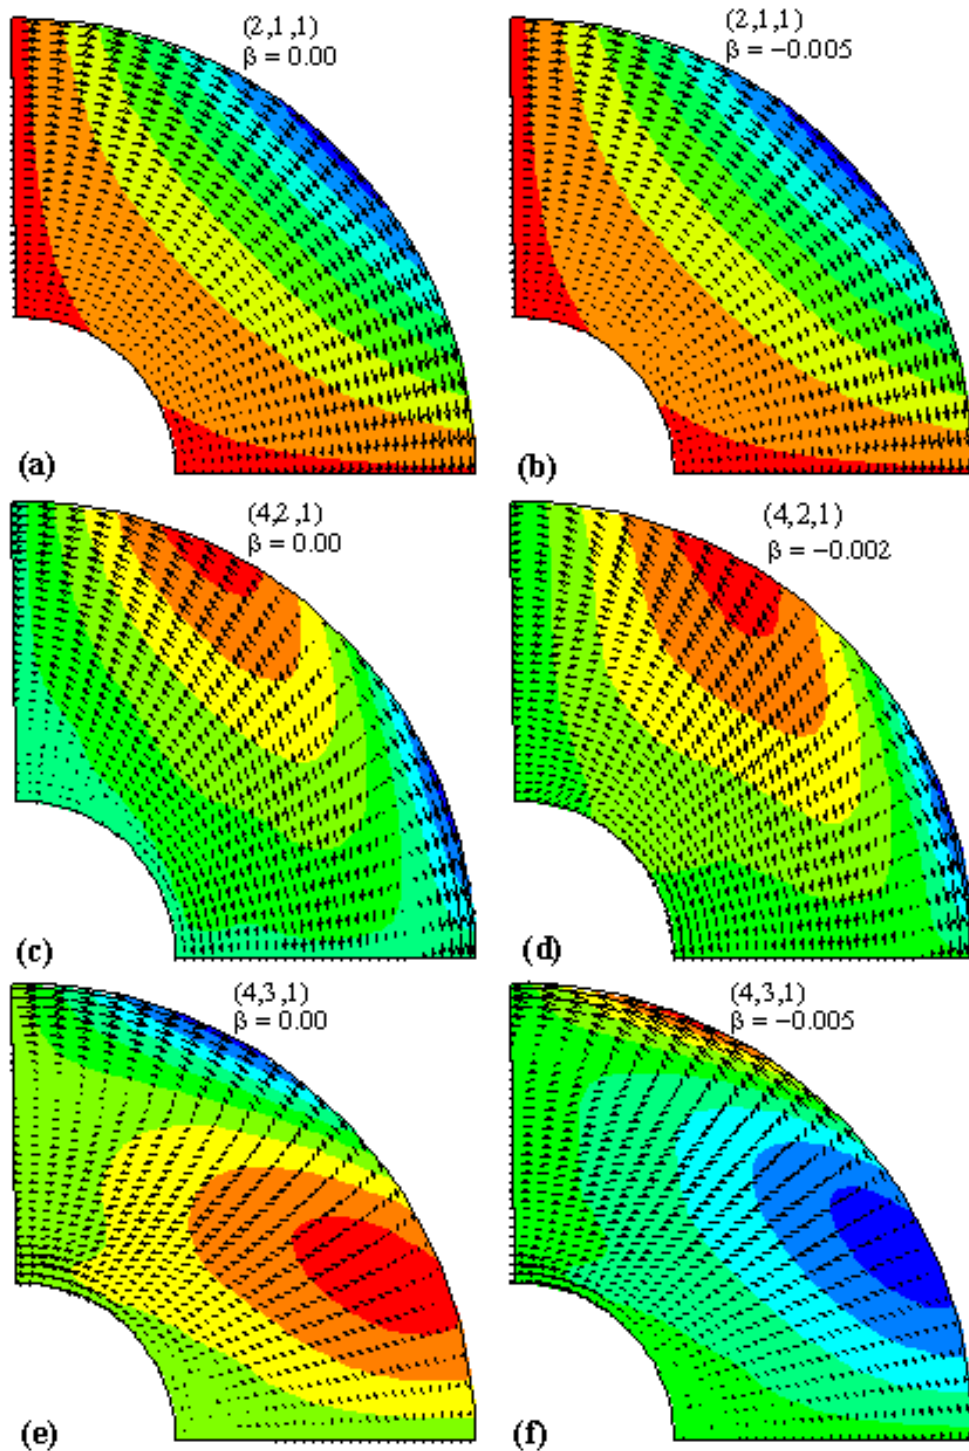 (2,1,1)
β = 0.00
(a)
(2,1,1)
β = −0.005
(b)
(4,2,1)
β = 0.00
(c)
(4,2,1)
β = −0.002
(d)
(4,3,1)
β = 0.00
(e)
(4,3,1)
β = −0.005
(f)